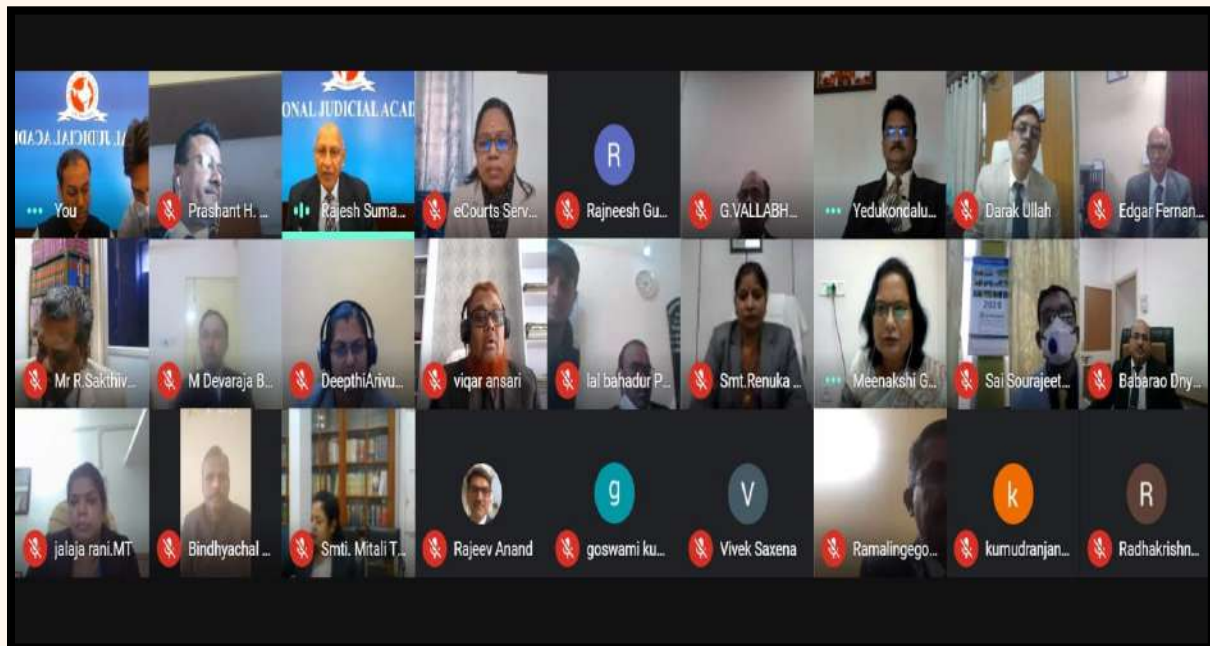 ONAL JUDICIAL ACAD
You
Prashant H. ...
Rajesh Suma...
eCourts Serv...
R
Rajneesh Gu...
G.VALLABH...
Yedukondalu...
Darak Ullah
Edgar Fernan...
Mr R.Sakthiv...
M Devaraja B...
DeepthiArivu...
viqar ansari
lal bahadur P...
Smt.Renuka ...
Meenakshi G...
2020
Sai Sourajeet...
Babarao Dny...
jalaja rani.MT
Bindhyachal ...
Smti. Mitali T...
Rajeev Anand
g
goswami ku...
V
Vivek Saxena
Ramalingego...
k
kumudranjan...
R
Radhakrishn...